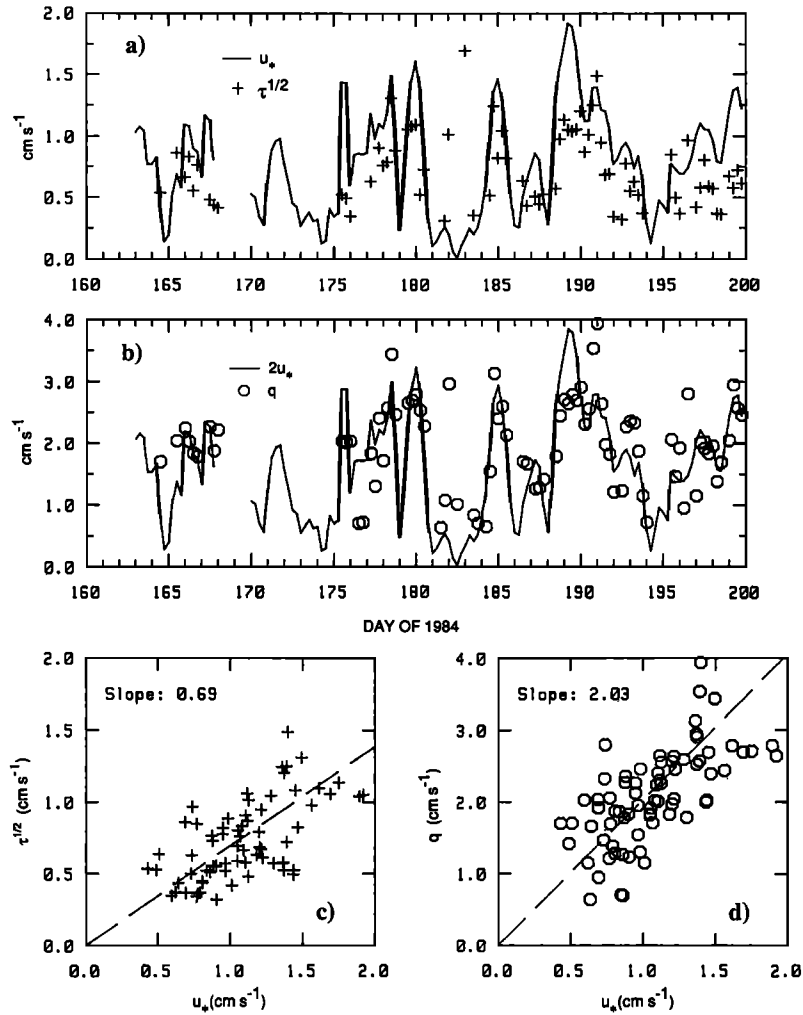 2.0
1.5
1.0
0.5
0.0
cm s⁻¹
a)
u*
τ^1/2
160 165 170 175 180 185 190 195 200
4.0
3.0
2.0
1.0
0.0
cm s⁻¹
b)
2u*
q
160 165 170 175 180 185 190 195 200
DAY OF 1984
2.0
1.5
1.0
0.5
0.0
τ^1/2 (cm s⁻¹)
Slope: 0.69
c)
0.0 0.5 1.0 1.5 2.0
u*(cm s⁻¹)
4.0
3.0
2.0
1.0
0.0
q (cm s⁻¹)
Slope: 2.03
d)
0.0 0.5 1.0 1.5 2.0
u*(cm s⁻¹)